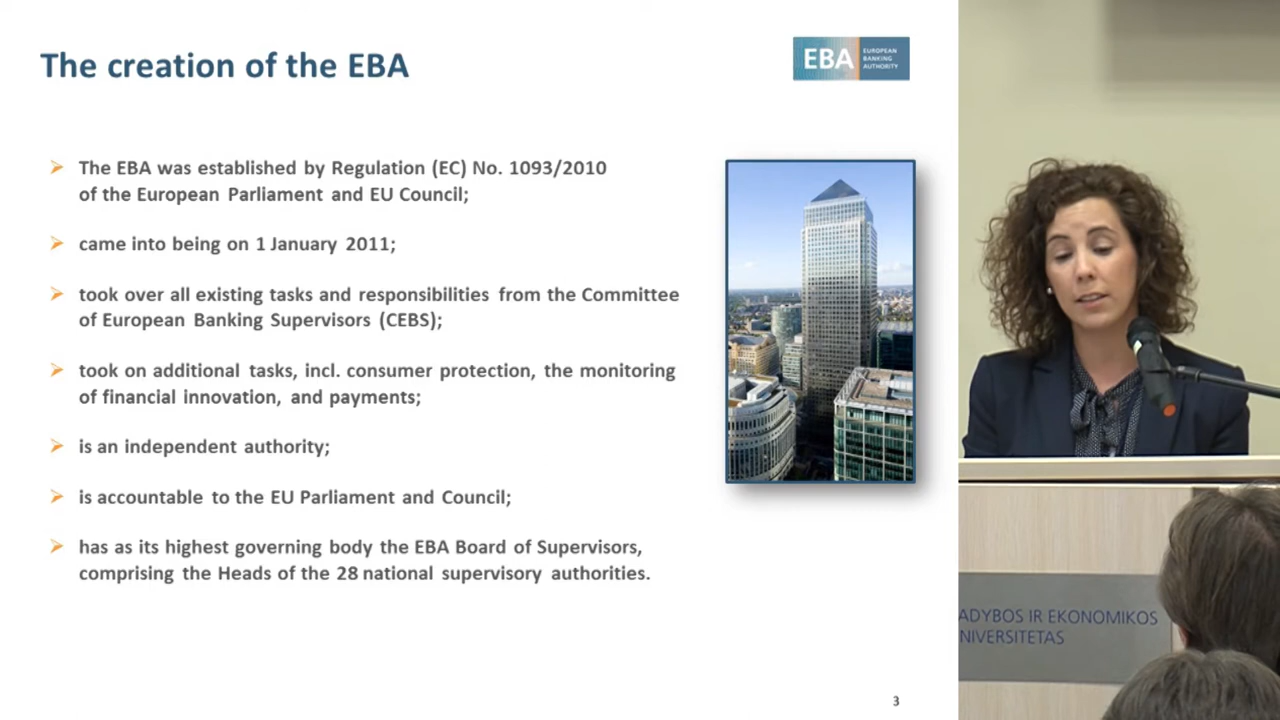 The creation of the EBA
EBA EUROPEAN
BANKING
AUTHORITY
The EBA was established by Regulation (EC) No. 1093/2010
of the European Parliament and EU Council;
came into being on 1 January 2011;
took over all existing tasks and responsibilities from the Committee
of European Banking Supervisors (CEBS);
took on additional tasks, incl. consumer protection, the monitoring
of financial innovation, and payments;
is an independent authority;
is accountable to the EU Parliament and Council;
has as its highest governing body the EBA Board of Supervisors,
comprising the Heads of the 28 national supervisory authorities.
3
ADYBOS IR EKONOMIKOS
NIVERSITETAS